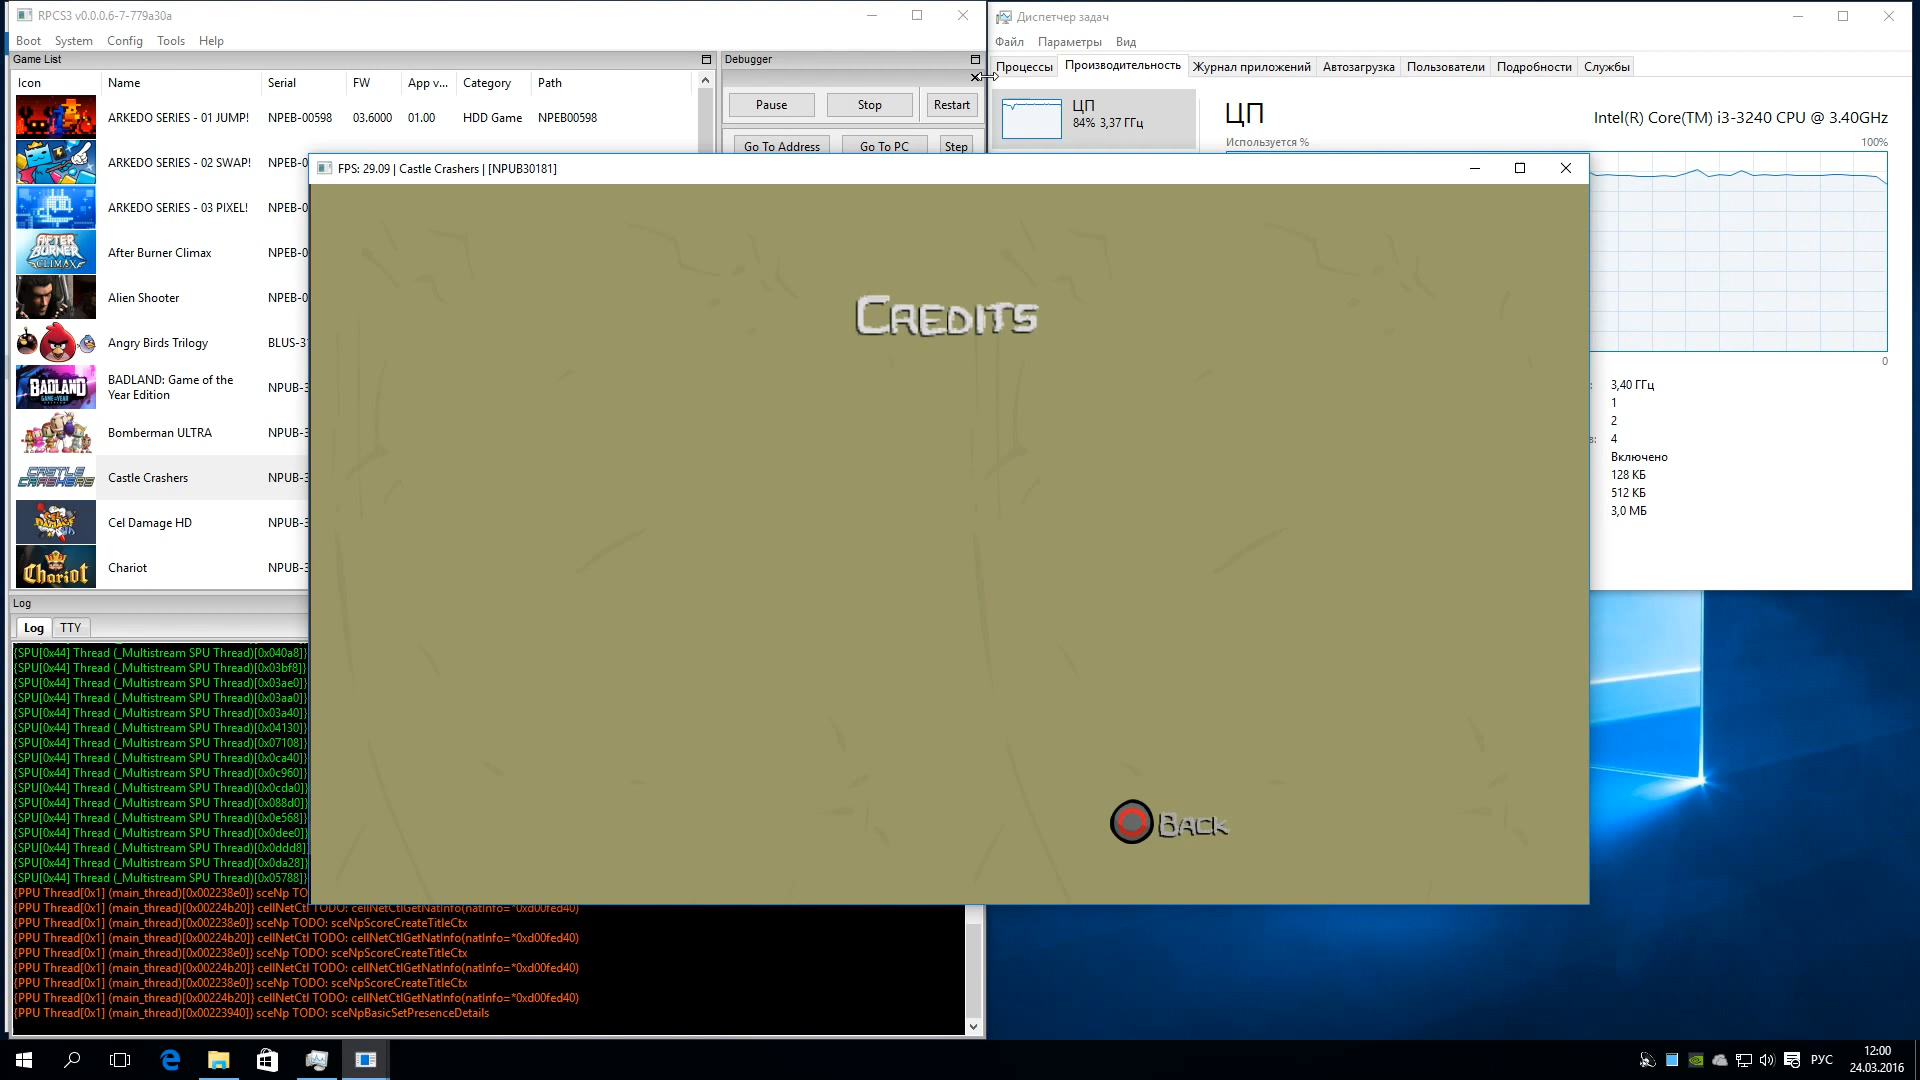 RPCS3 v0.0.0.6-7-779a30a
Boot System Config Tools Help
Game List
Icon Name Serial FW App v... Category Path
ARKEDO SERIES - 01 JUMP! NPEB-00598 03.6000 01.00 HDD Game NPEB00598
ARKEDO SERIES - 02 SWAP! NPEB-0
ARKEDO SERIES - 03 PIXEL! NPEB-0
AFTER BURNER CLIMAX
After Burner Climax NPEB-0
Alien Shooter NPEB-0
Angry Birds Trilogy BLUS-3
BADLAND
BADLAND: Game of the
Year Edition
NPUB-3
Bomberman ULTRA NPUB-3
CASTLE CRASHERS
Castle Crashers NPUB-3
Cel Damage HD NPUB-3
Chariot
Chariot NPUB-3
Debugger
Pause Stop Restart
Go To Address Go To PC Step
FPS: 29.09 | Castle Crashers | [NPUB30181]
CREDITS
BACK
Диспетчер задач
Файл Параметры Вид
Процессы Производительность Журнал приложений Автозагрузка Пользователи Подробности Службы
ЦП
84% 3,37 ГГц
ЦП
Intel(R) Core(TM) i3-3240 CPU @ 3.40GHz
Используется %
100%
0
3,40 ГГц
1
2
4
Включено
128 КБ
512 КБ
3,0 МБ
Log
Log TTY
{SPU[0x44] Thread (_Multistream SPU Thread)[0x040a8]}
{SPU[0x44] Thread (_Multistream SPU Thread)[0x03bf8]}
{SPU[0x44] Thread (_Multistream SPU Thread)[0x03ae0]}
{SPU[0x44] Thread (_Multistream SPU Thread)[0x03aa0]}
{SPU[0x44] Thread (_Multistream SPU Thread)[0x03a40]}
{SPU[0x44] Thread (_Multistream SPU Thread)[0x04130]}
{SPU[0x44] Thread (_Multistream SPU Thread)[0x07108]}
{SPU[0x44] Thread (_Multistream SPU Thread)[0x0ca40]}
{SPU[0x44] Thread (_Multistream SPU Thread)[0x0c960]}
{SPU[0x44] Thread (_Multistream SPU Thread)[0x0cda0]}
{SPU[0x44] Thread (_Multistream SPU Thread)[0x088d0]}
{SPU[0x44] Thread (_Multistream SPU Thread)[0x0e568]}
{SPU[0x44] Thread (_Multistream SPU Thread)[0x0dee0]}
{SPU[0x44] Thread (_Multistream SPU Thread)[0x0ddd8]}
{SPU[0x44] Thread (_Multistream SPU Thread)[0x0da28]}
{SPU[0x44] Thread (_Multistream SPU Thread)[0x05788]}
{PPU Thread[0x1] (main_thread)[0x002238e0]} sceNp TO
{PPU Thread[0x1] (main_thread)[0x00224b20]} cellNetCtl TODO: cellNetCtlGetNatInfo(natInfo=*0xd00fed40)
{PPU Thread[0x1] (main_thread)[0x002238e0]} sceNp TODO: sceNpScoreCreateTitleCtx
{PPU Thread[0x1] (main_thread)[0x00224b20]} cellNetCtl TODO: cellNetCtlGetNatInfo(natInfo=*0xd00fed40)
{PPU Thread[0x1] (main_thread)[0x002238e0]} sceNp TODO: sceNpScoreCreateTitleCtx
{PPU Thread[0x1] (main_thread)[0x00224b20]} cellNetCtl TODO: cellNetCtlGetNatInfo(natInfo=*0xd00fed40)
{PPU Thread[0x1] (main_thread)[0x002238e0]} sceNp TODO: sceNpScoreCreateTitleCtx
{PPU Thread[0x1] (main_thread)[0x00224b20]} cellNetCtl TODO: cellNetCtlGetNatInfo(natInfo=*0xd00fed40)
{PPU Thread[0x1] (main_thread)[0x00223940]} sceNp TODO: sceNpBasicSetPresenceDetails
РУС
12:00
24.03.2016